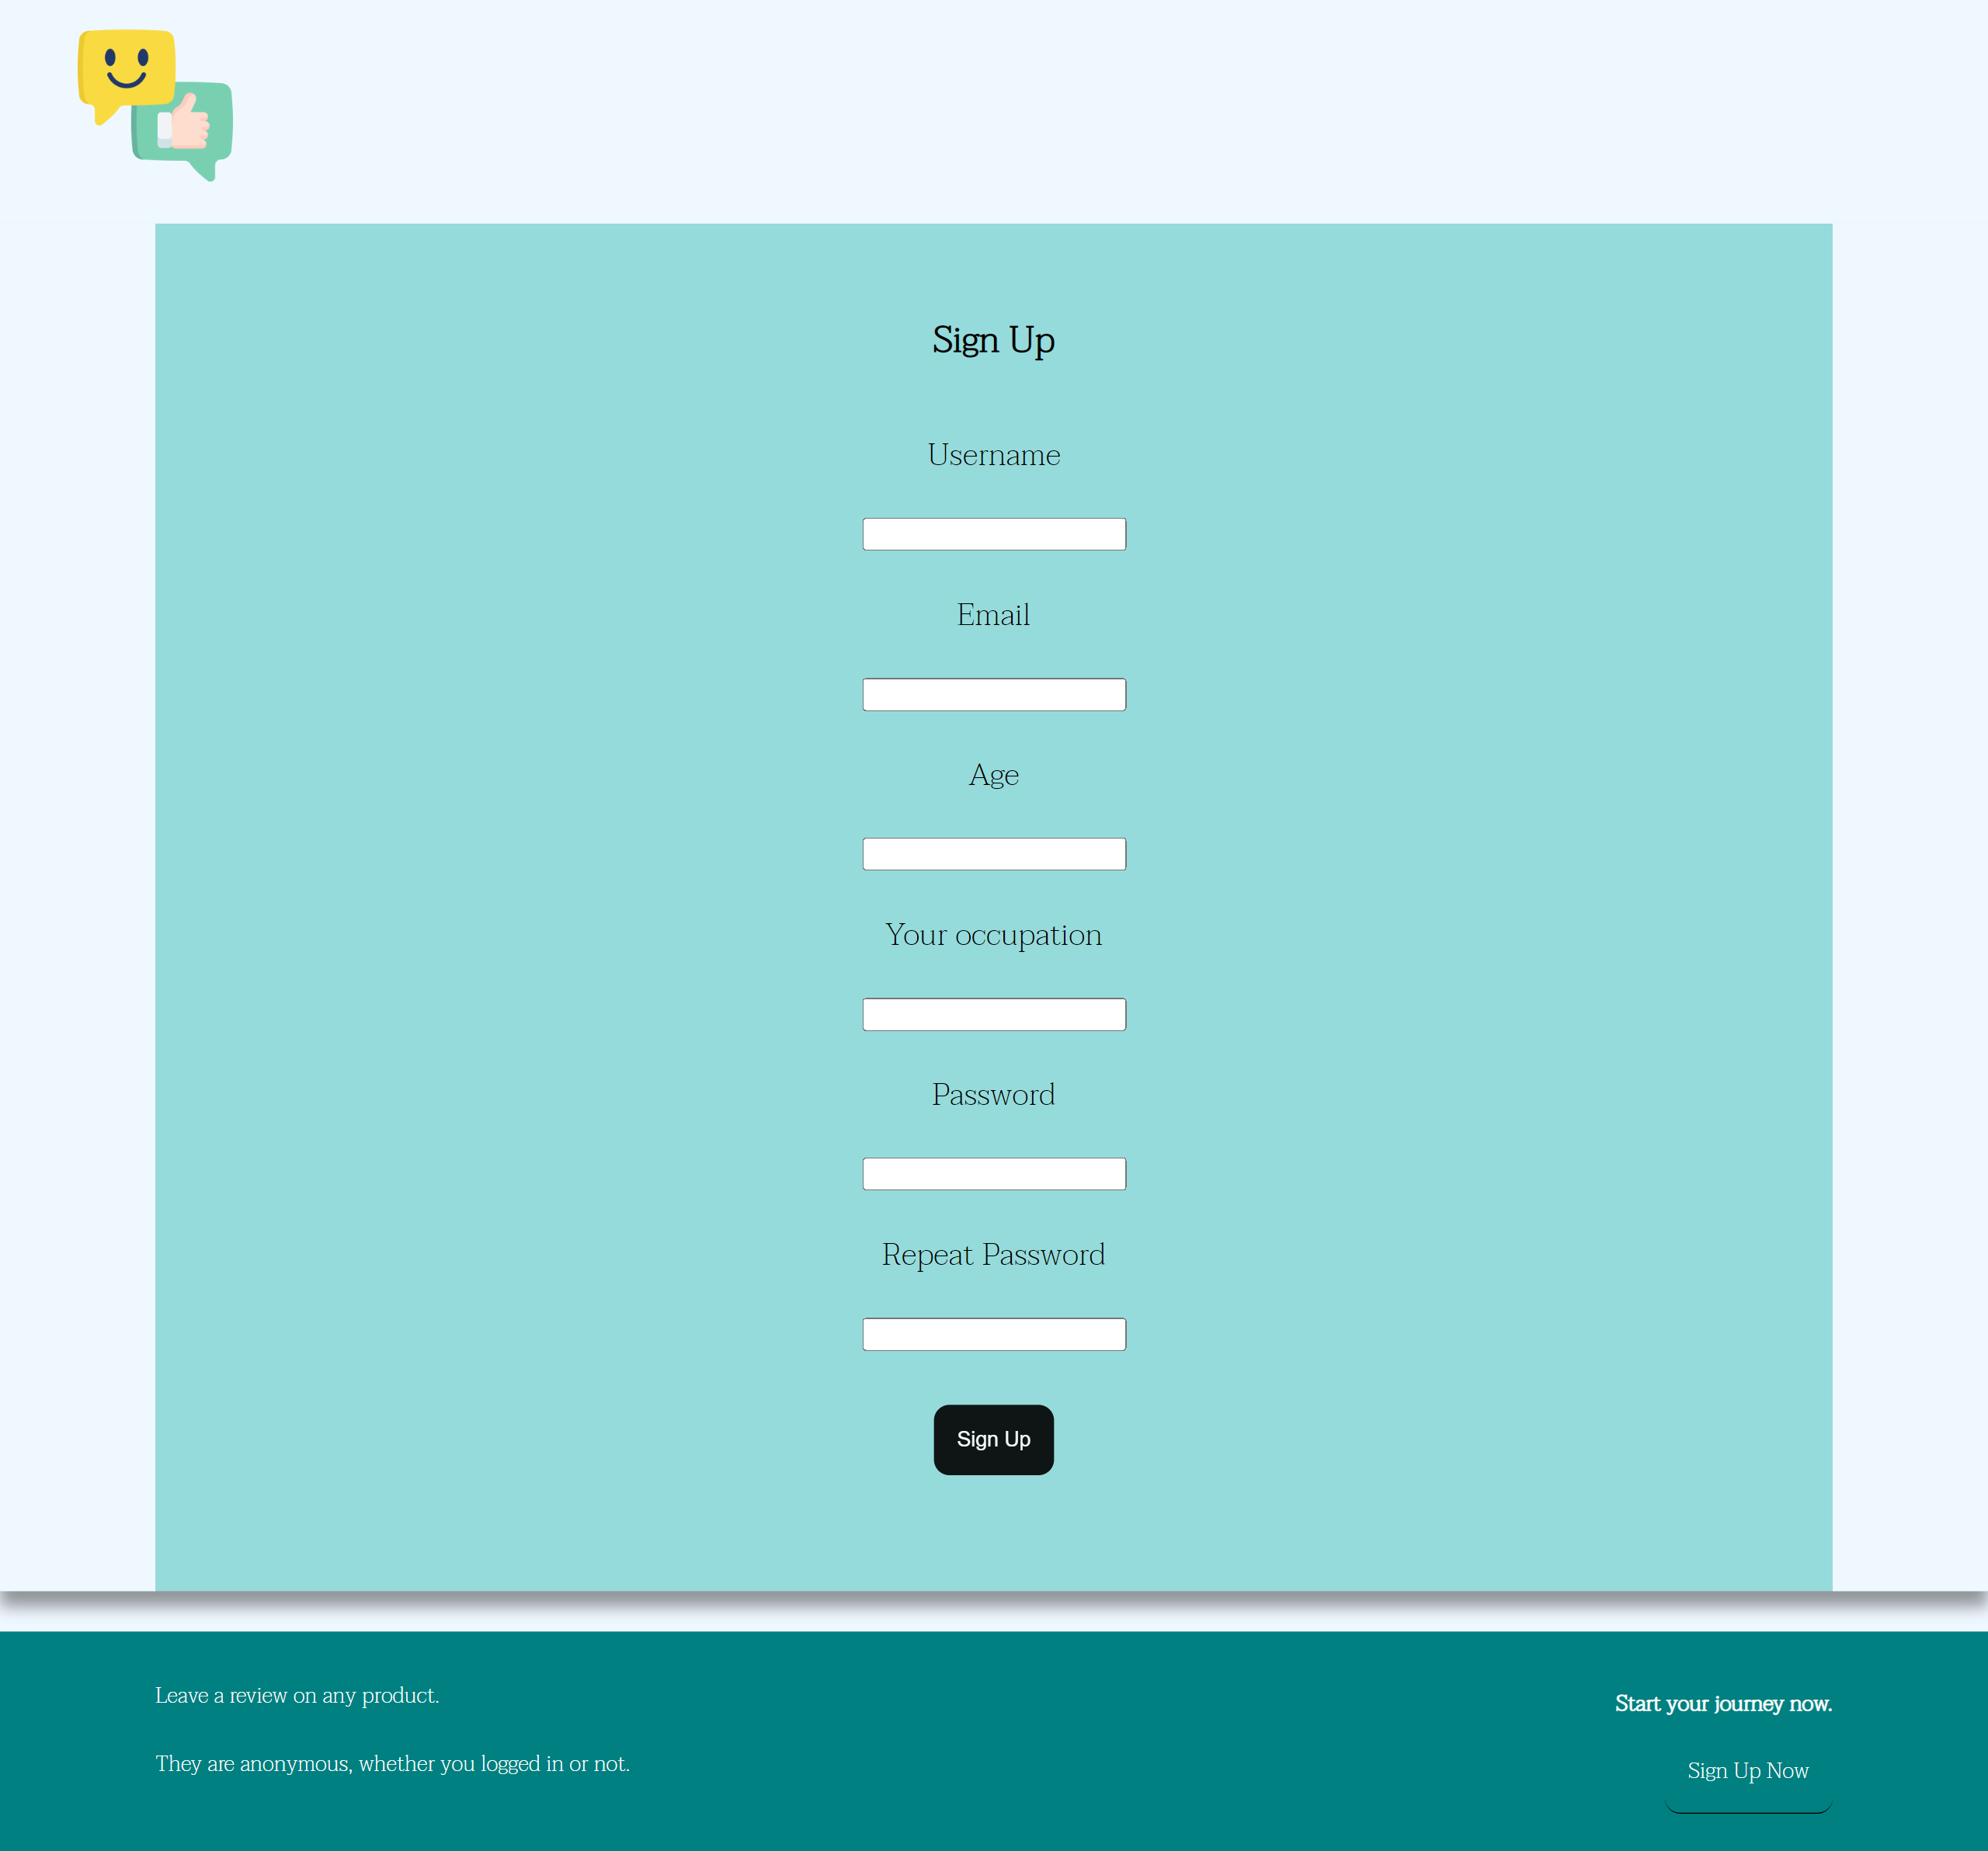 Sign Up
Username
Email
Age
Your occupation
Password
Repeat Password
Sign Up
Leave a review on any product.
They are anonymous, whether you logged in or not.
Start your journey now.
Sign Up Now